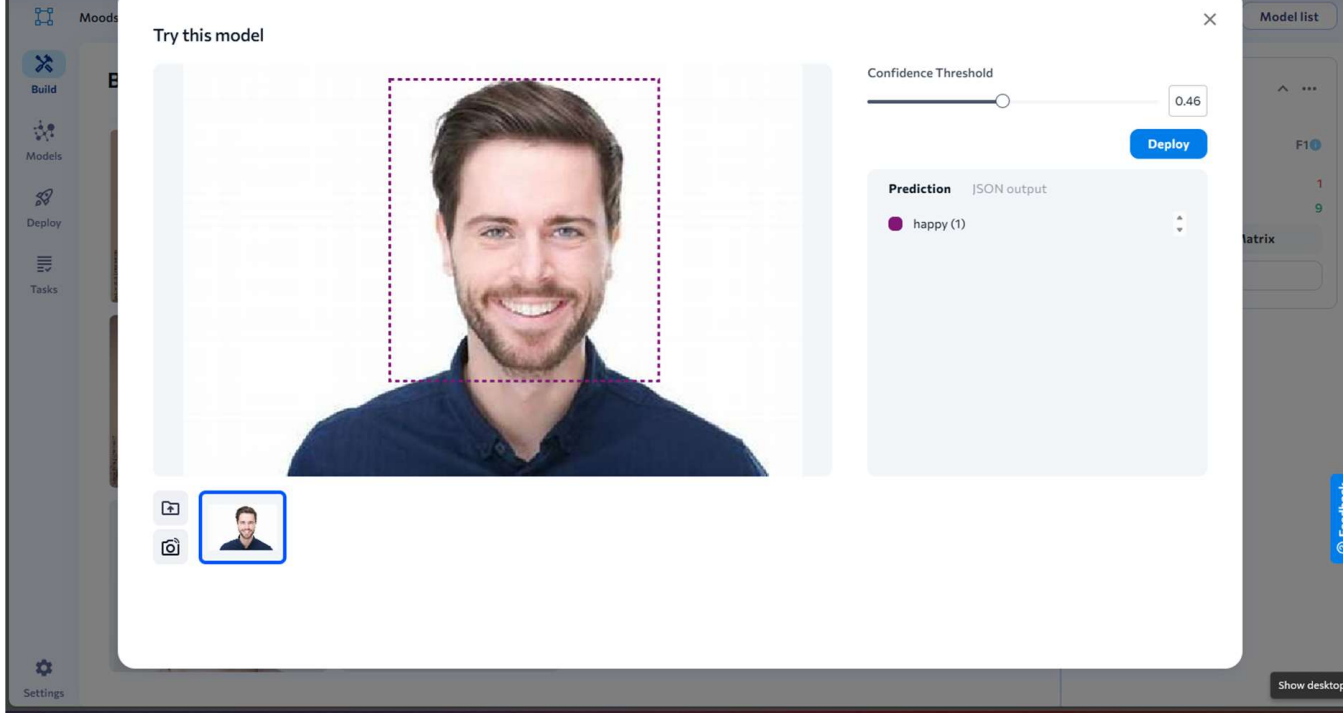 Moods
Model list
Try this model
Build
Models
Deploy
Tasks
Settings
Confidence Threshold
0.46
Deploy
Prediction JSON output
happy (1)
F1
1
9
Show desktop